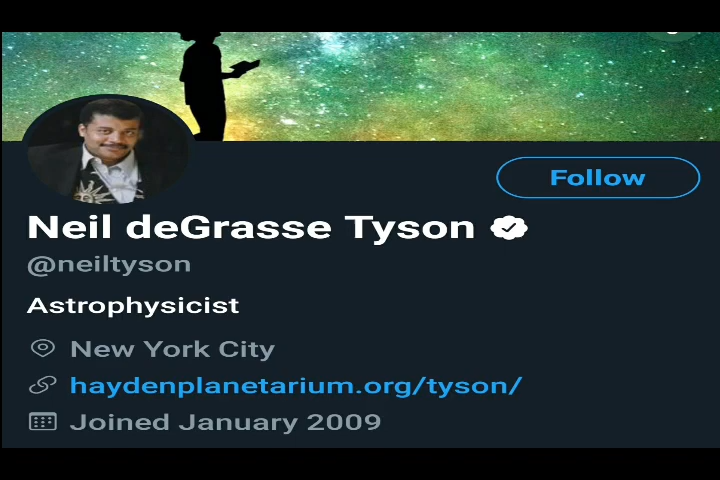 Follow
Neil deGrasse Tyson
@neiltyson
Astrophysicist
New York City
haydenplanetarium.org/tyson/
Joined January 2009